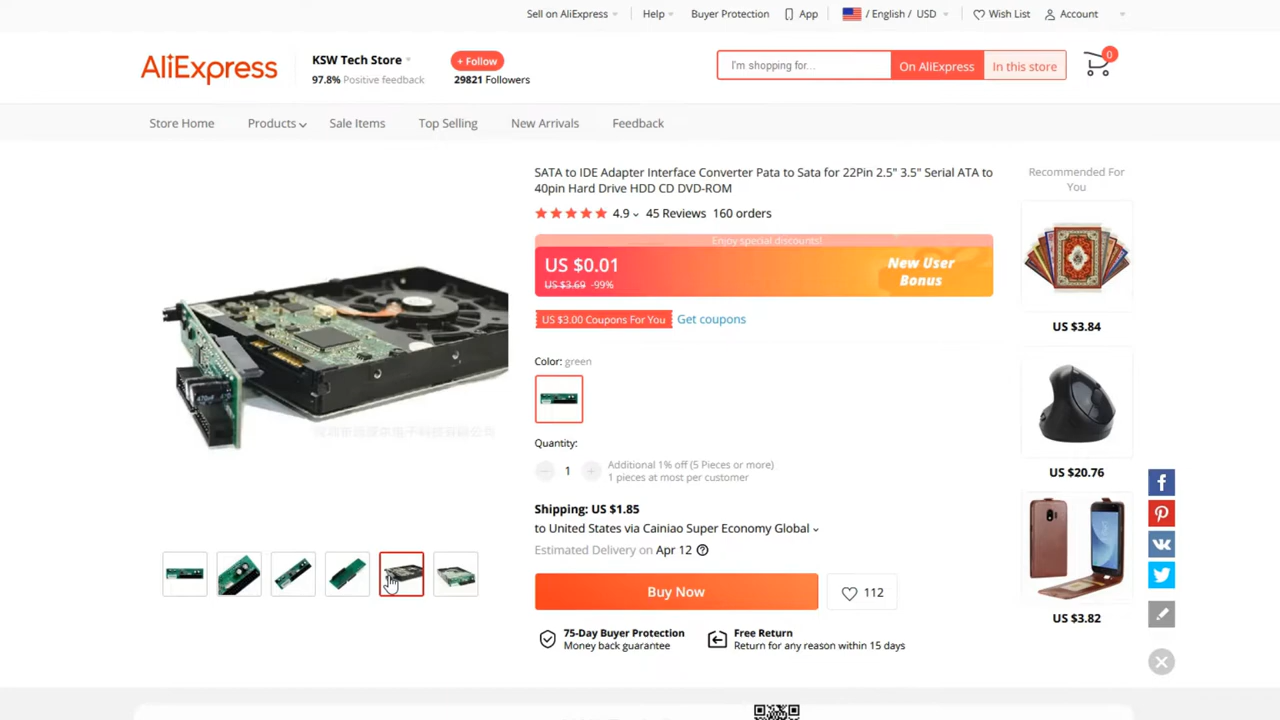 Sell on AliExpress
Help
Buyer Protection
App
/ English / USD
Wish List
Account
AliExpress
KSW Tech Store
97.8% Positive feedback
+ Follow
29821 Followers
I'm shopping for...
On AliExpress
In this store
0
Store Home
Products
Sale Items
Top Selling
New Arrivals
Feedback
SATA to IDE Adapter Interface Converter Pata to Sata for 22Pin 2.5" 3.5" Serial ATA to
40pin Hard Drive HDD CD DVD-ROM
4.9
45 Reviews
160 orders
Enjoy special discounts!
US $0.01
US $3.69 -99%
New User
Bonus
US $3.00 Coupons For You
Get coupons
Color: green
Quantity:
1
Additional 1% off (5 Pieces or more)
1 pieces at most per customer
Shipping: US $1.85
to United States via Cainiao Super Economy Global
Estimated Delivery on Apr 12
Buy Now
112
75-Day Buyer Protection
Money back guarantee
Free Return
Return for any reason within 15 days
Recommended For
You
US $3.84
US $20.76
US $3.82